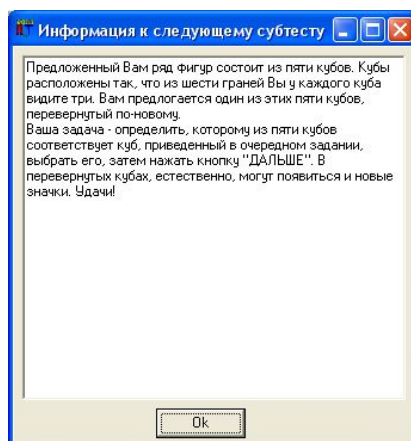 Информация к следующему субтесту
Предложенный Вам ряд фигур состоит из пяти кубов. Кубы
расположены так, что из шести граней Вы у каждого куба
видите три. Вам предлогается один из этих пяти кубов,
перевернутый по-новому.
Ваша задача - определить, которому из пяти кубов
соответствует куб, приведенный в очередном задании,
выбрать его, затем нажать кнопку "ДАЛЬШЕ". В
перевернутых кубах, естественно, могут появиться и новые
значки. Удачи!
Ok